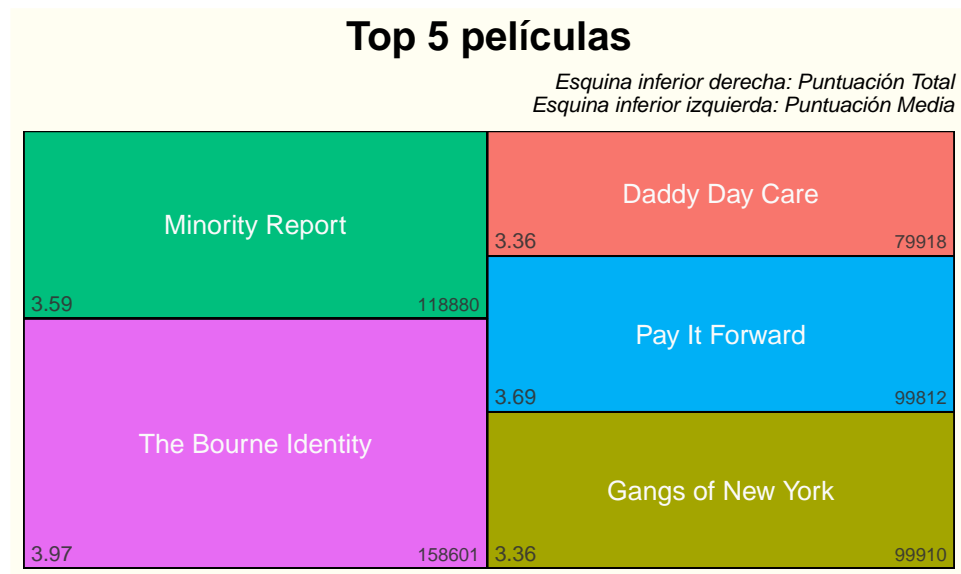 Top 5 películas
Esquina inferior derecha: Puntuación Total
Esquina inferior izquierda: Puntuación Media
Minority Report
3.59 118880
The Bourne Identity
3.97 158601
Daddy Day Care
3.36 79918
Pay It Forward
3.69 99812
Gangs of New York
3.36 99910